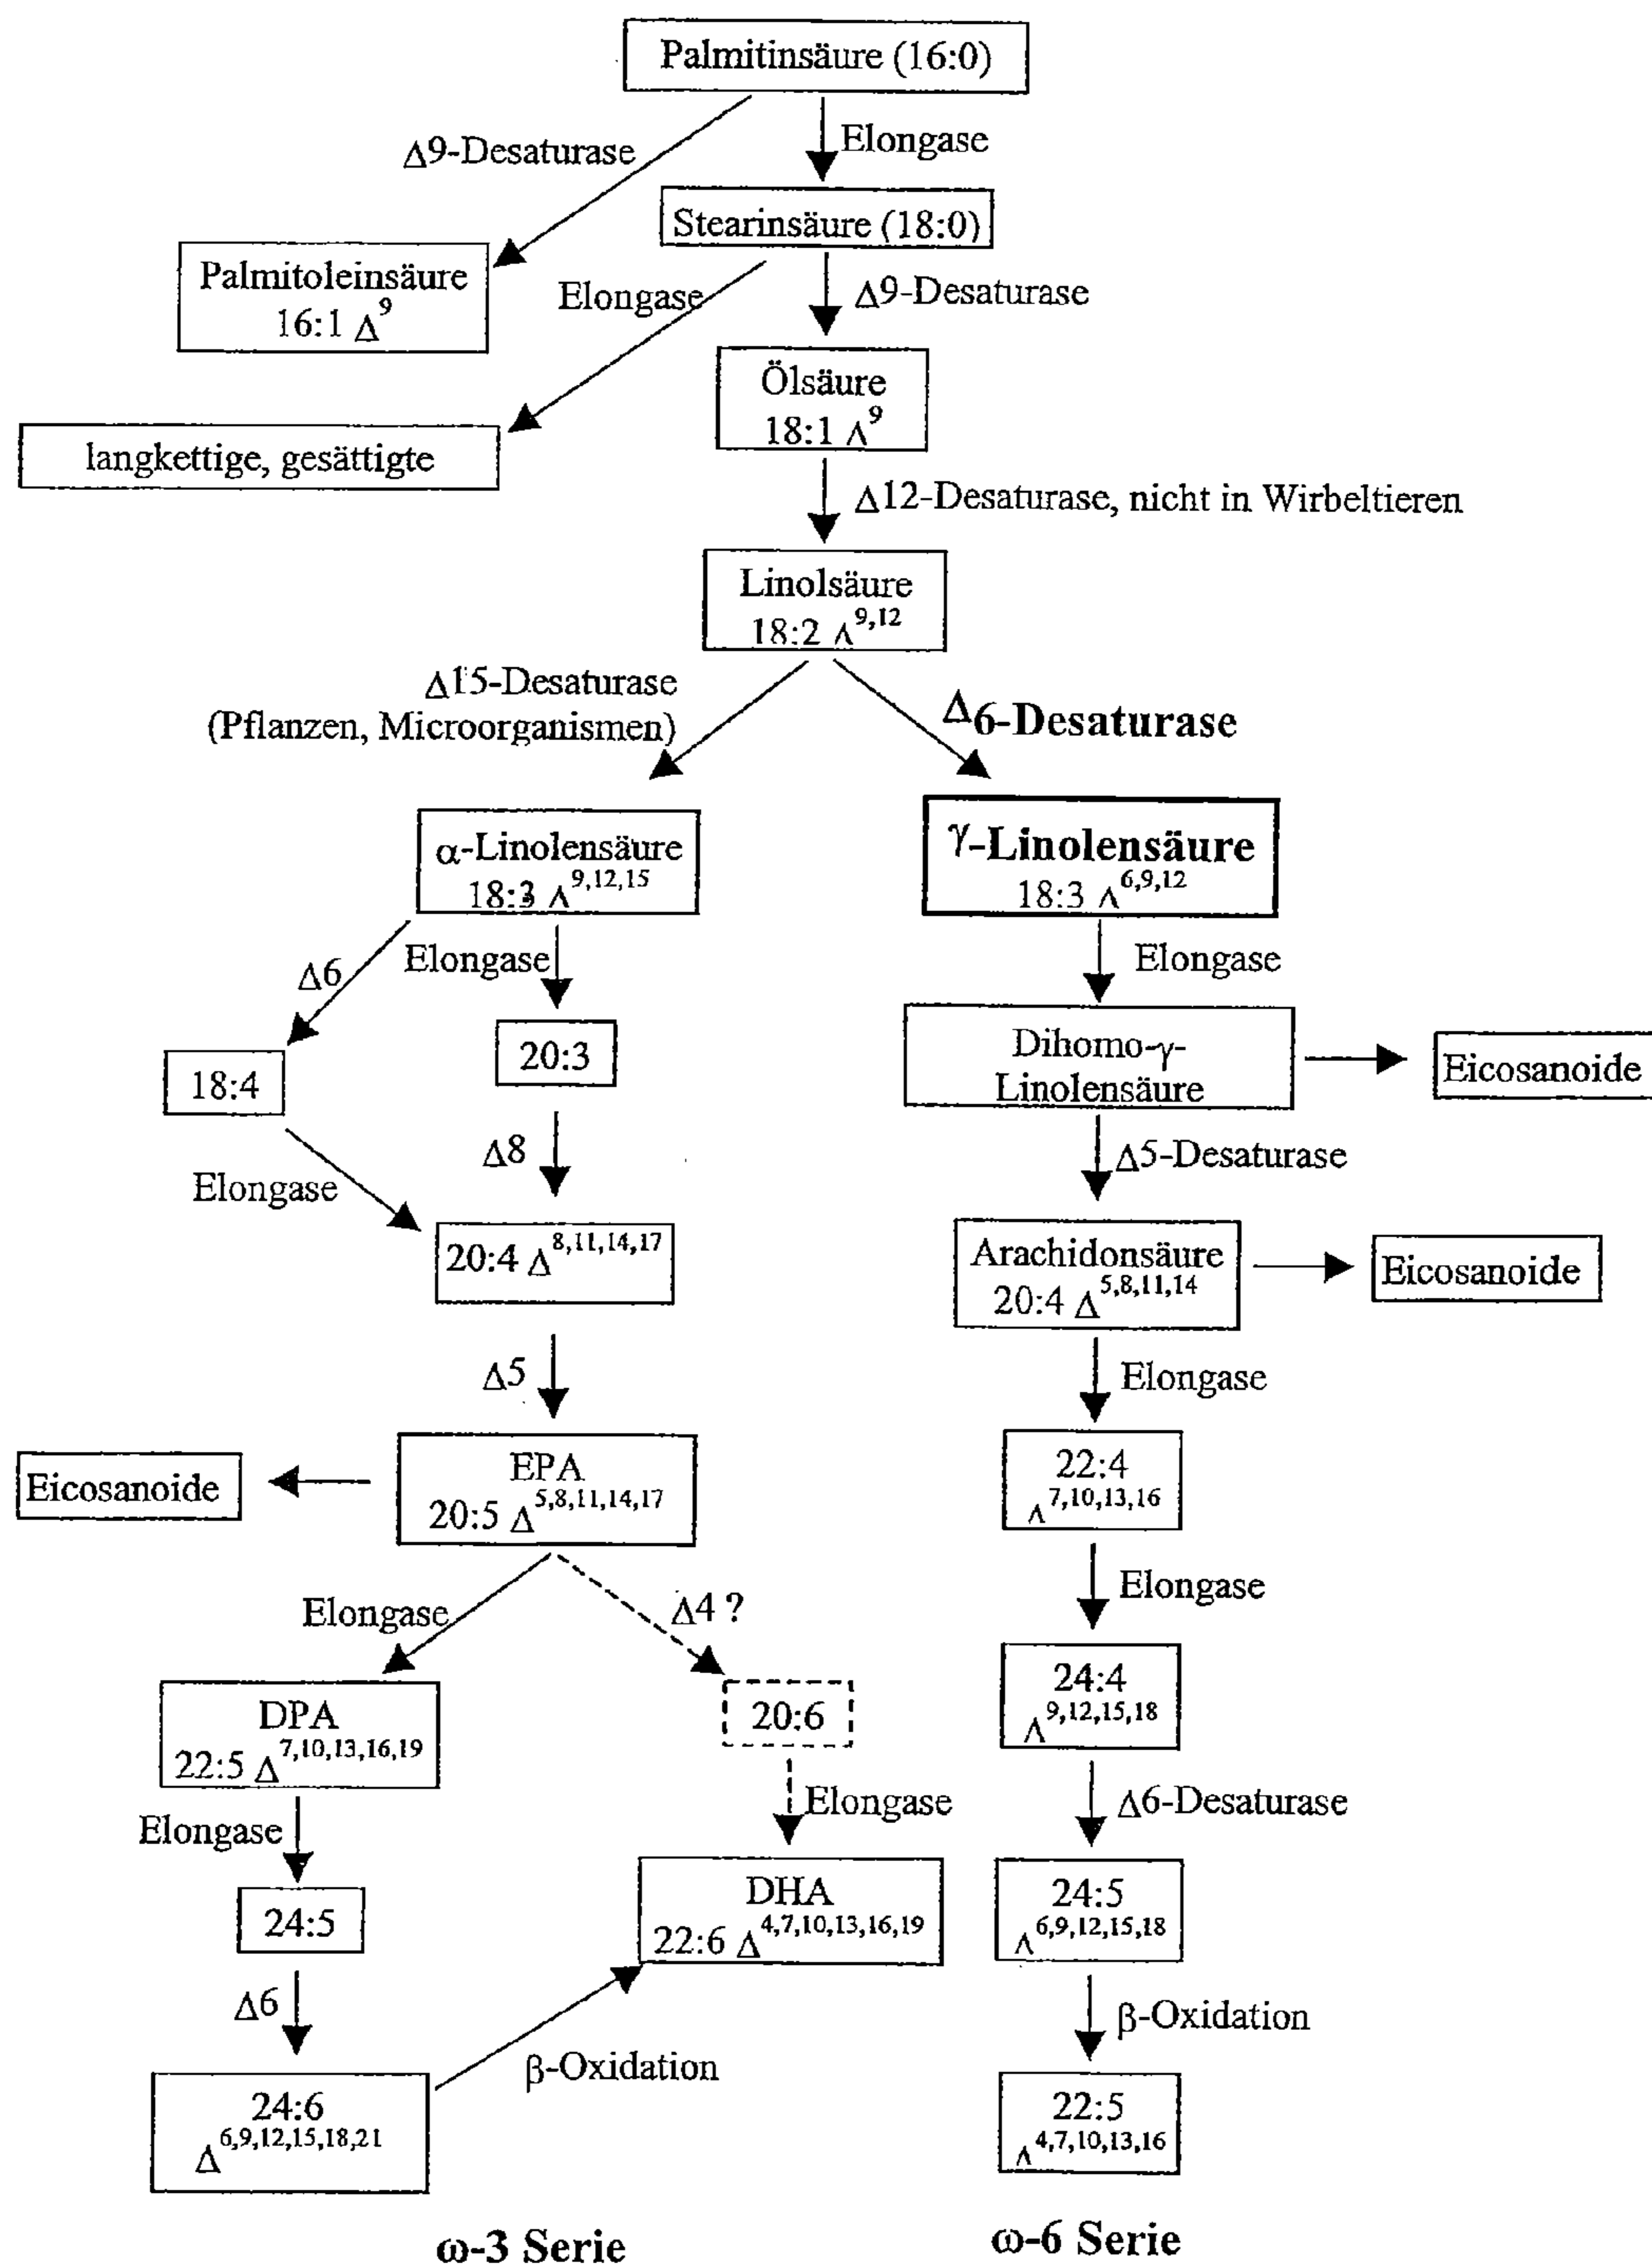 Palmitinsäure (16:0)
Δ9-Desaturase
Elongase
Stearinsäure (18:0)
Palmitoleinsäure
16:1 Δ⁹
Elongase
Δ9-Desaturase
Ölsäure
18:1 Δ⁹
langkettige, gesättigte
Δ12-Desaturase, nicht in Wirbeltieren
Linolsäure
18:2 Δ⁹,¹²
Δ15-Desaturase
(Pflanzen, Microorganismen)
Δ6-Desaturase
α-Linolensäure
18:3 Δ⁹,¹²,¹⁵
γ-Linolensäure
18:3 Δ⁶,⁹,¹²
Δ6
Elongase
Elongase
18:4
20:3
Dihomo-γ-
Linolensäure
Eicosanoide
Elongase
Δ8
Δ5-Desaturase
20:4 Δ⁸,¹¹,¹⁴,¹⁷
Arachidonsäure
20:4 Δ⁵,⁸,¹¹,¹⁴
Eicosanoide
Δ5
Elongase
Eicosanoide
EPA
20:5 Δ⁵,⁸,¹¹,¹⁴,¹⁷
22:4
Δ⁷,¹⁰,¹³,¹⁶
Elongase
Δ4 ?
Elongase
DPA
22:5 Δ⁷,¹⁰,¹³,¹⁶,¹⁹
20:6
24:4
Δ⁹,¹²,¹⁵,¹⁸
Elongase
Elongase
Δ6-Desaturase
24:5
DHA
22:6 Δ⁴,⁷,¹⁰,¹³,¹⁶,¹⁹
24:5
Δ⁶,⁹,¹²,¹⁵,¹⁸
Δ6
β-Oxidation
β-Oxidation
24:6
Δ⁶,⁹,¹²,¹⁵,¹⁸,²¹
22:5
Δ⁴,⁷,¹⁰,¹³,¹⁶
ω-3 Serie
ω-6 Serie